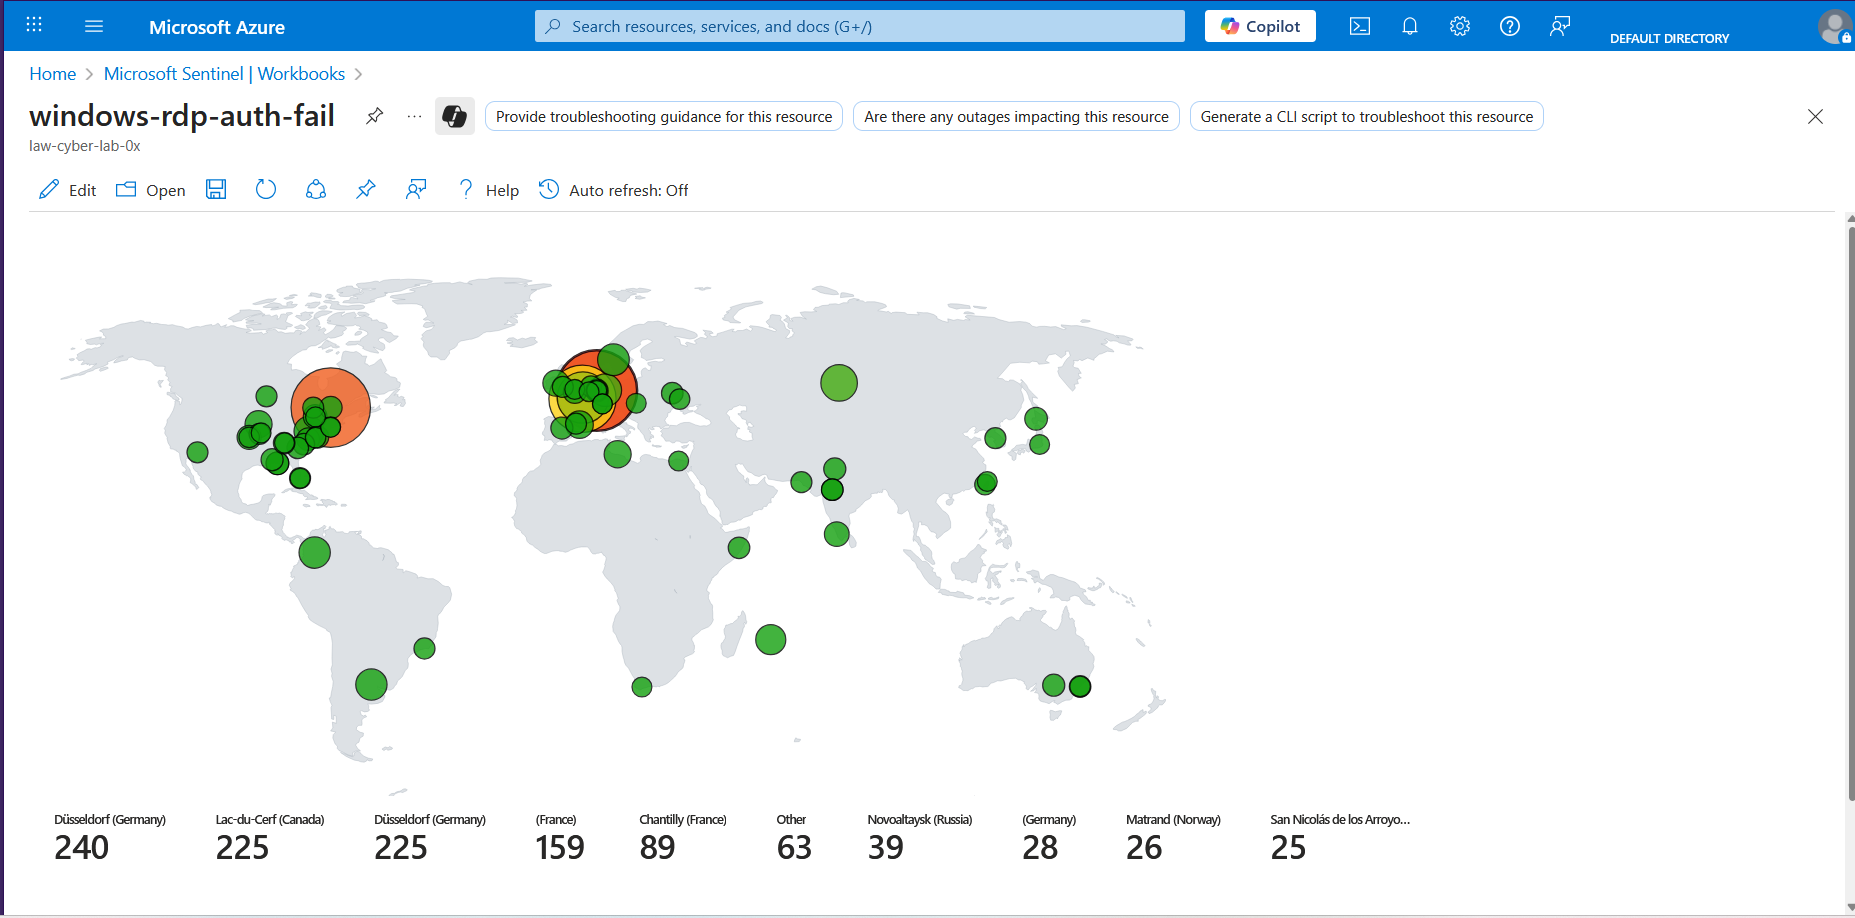 Microsoft Azure
Search resources, services, and docs (G+/)
Copilot
DEFAULT DIRECTORY
Home > Microsoft Sentinel | Workbooks >
windows-rdp-auth-fail
...
Provide troubleshooting guidance for this resource
Are there any outages impacting this resource
Generate a CLI script to troubleshoot this resource
law-cyber-lab-0x
Edit
Open
Help
Auto refresh: Off
Düsseldorf (Germany)
240
Lac-du-Cerf (Canada)
225
Düsseldorf (Germany)
225
(France)
159
Chantilly (France)
89
Other
63
Novoaltaysk (Russia)
39
(Germany)
28
Matrand (Norway)
26
San Nicolás de los Arroyo...
25